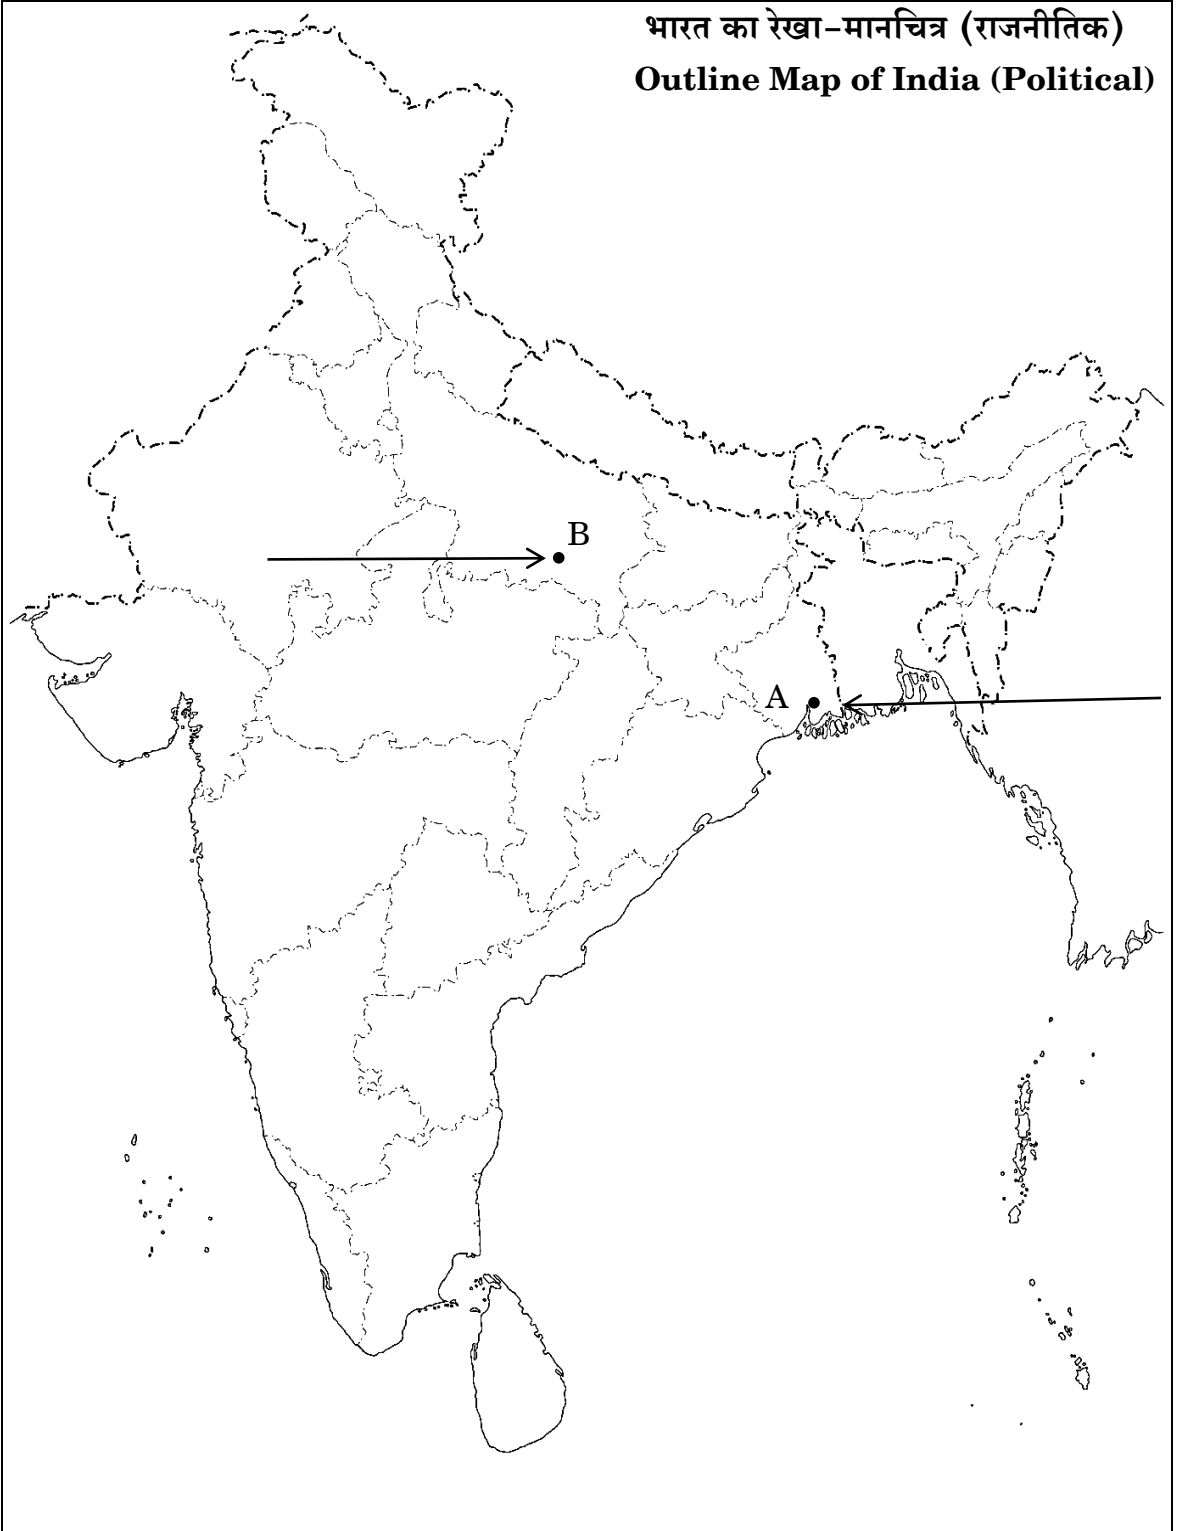 भारत का रेखा-मानचित्र (राजनीतिक)
Outline Map of India (Political)
B
A